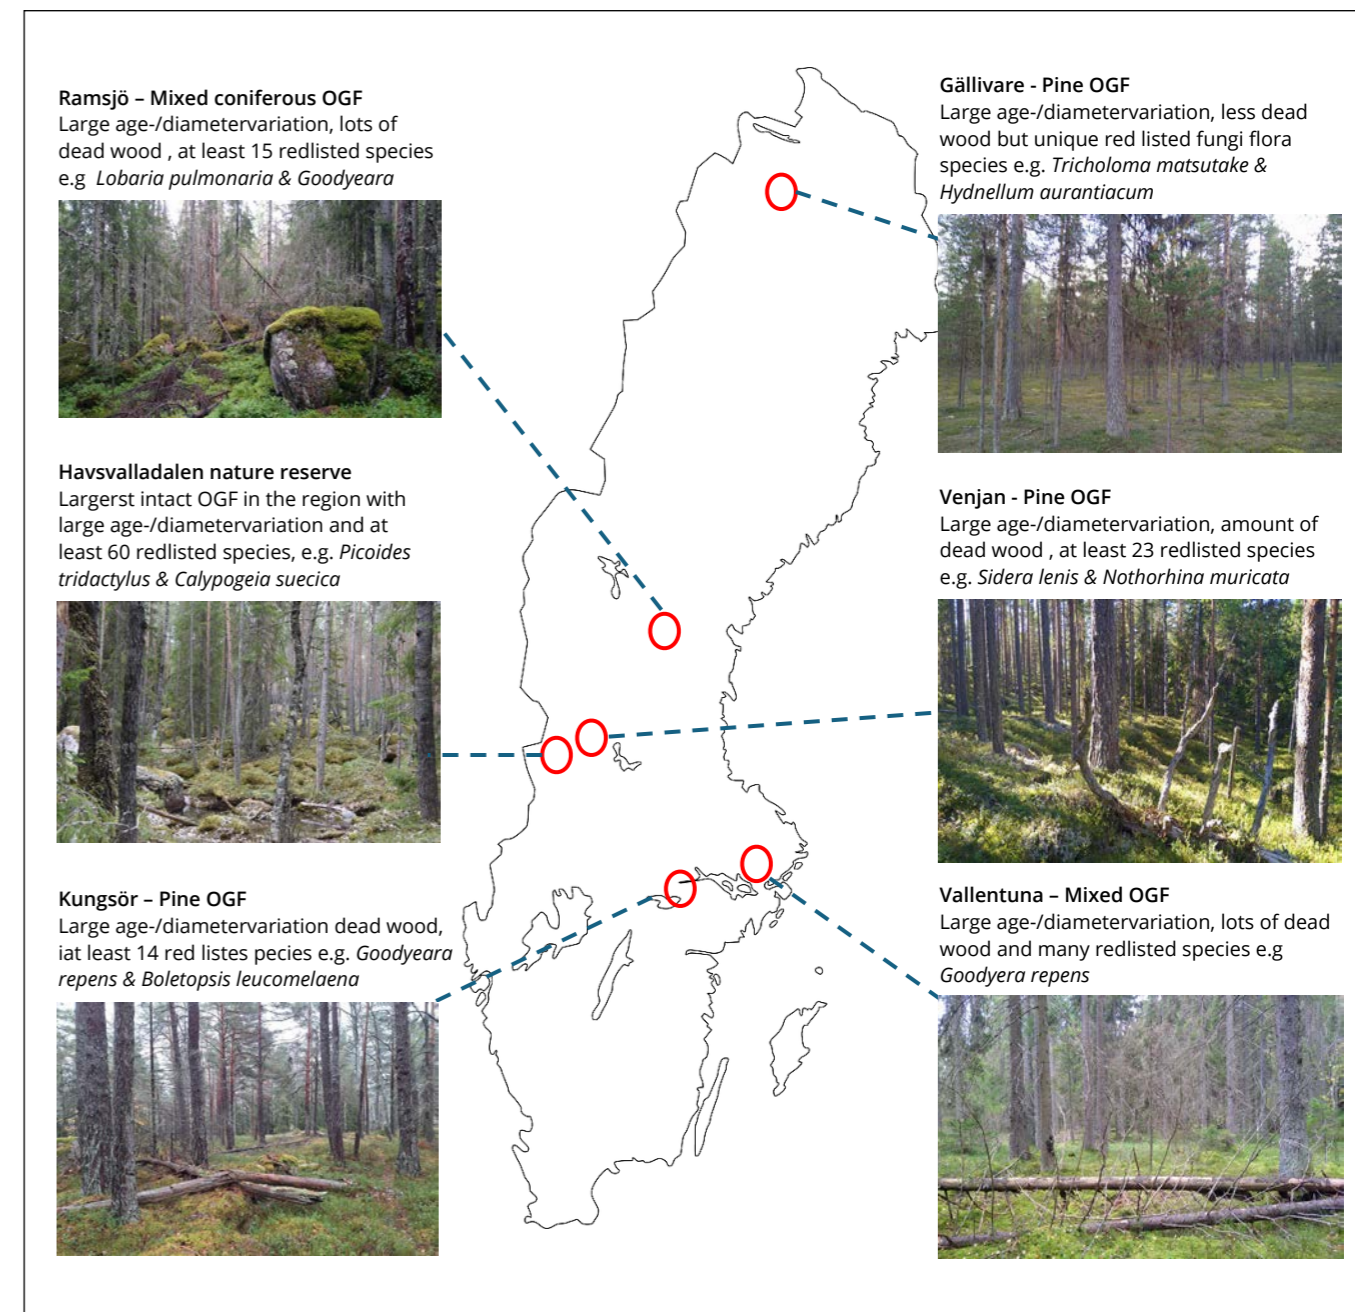 Ramsjö – Mixed coniferous OGF
Large age-/diametervariation, lots of
dead wood , at least 15 redlisted species
e.g Lobaria pulmonaria & Goodyeara
Havsvalladalen nature reserve
Largerst intact OGF in the region with
large age-/diametervariation and at
least 60 redlisted species, e.g. Picoides
tridactylus & Calypogeia suecica
Kungsör – Pine OGF
Large age-/diametervariation dead wood,
iat least 14 red listes pecies e.g. Goodyeara
repens & Boletopsis leucomelaena
Gällivare - Pine OGF
Large age-/diametervariation, less dead
wood but unique red listed fungi flora
species e.g. Tricholoma matsutake &
Hydnellum aurantiacum
Venjan - Pine OGF
Large age-/diametervariation, amount of
dead wood , at least 23 redlisted species
e.g. Sidera lenis & Nothorhina muricata
Vallentuna – Mixed OGF
Large age-/diametervariation, lots of dead
wood and many redlisted species e.g
Goodyera repens